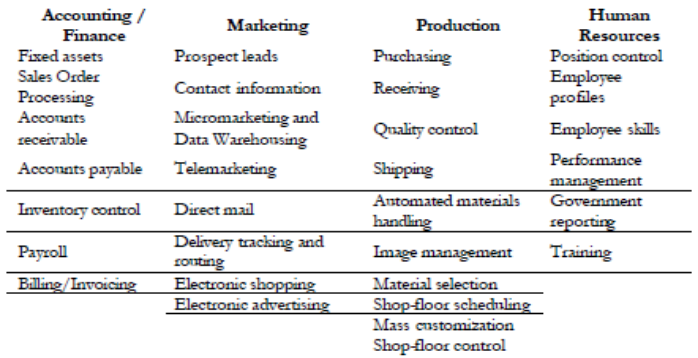 Accounting / Finance Marketing Production Human Resources
Fixed assets Prospect leads Purchasing Position control
Sales Order Processing Contact information Receiving Employee profiles
Accounts receivable Micromarketing and Data Warehousing Quality control Employee skills
Accounts payable Telemarketing Shipping Performance management
Inventory control Direct mail Automated materials handling Government reporting
Payroll Delivery tracking and routing Image management Training
Billing/Invoicing Electronic shopping Material selection
Electronic advertising Shop-floor scheduling
Mass customization
Shop-floor control